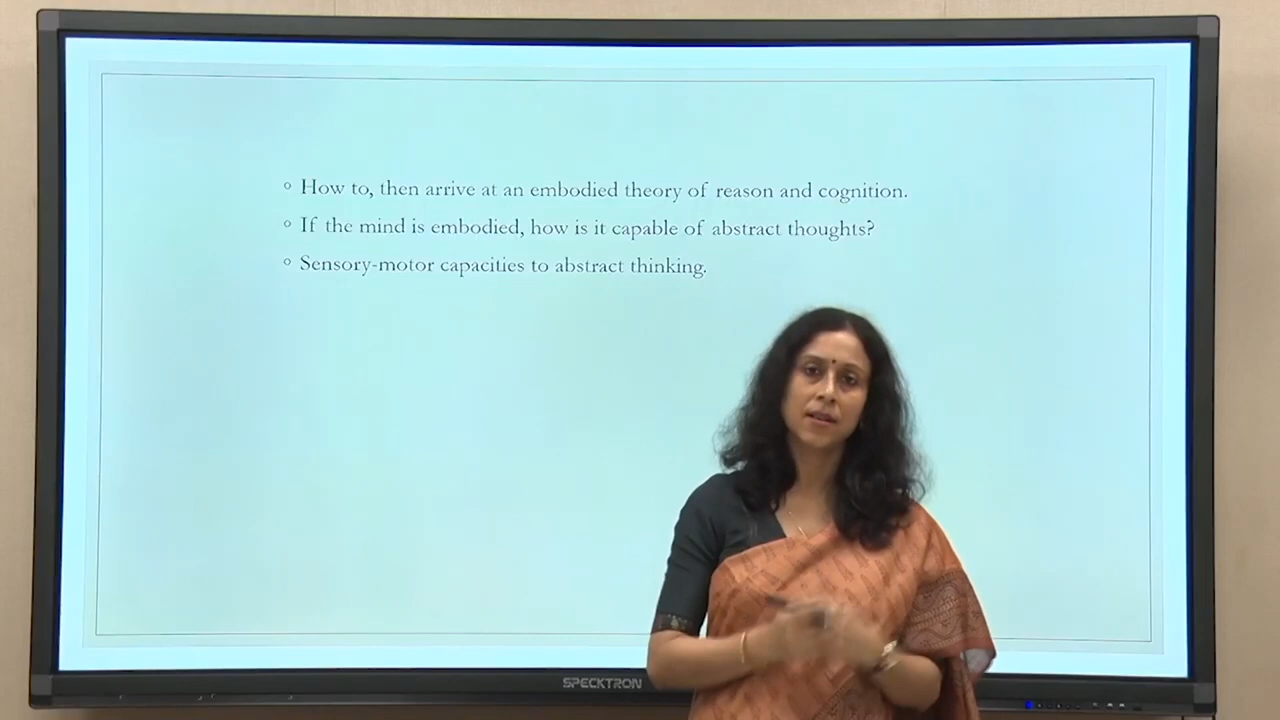 How to, then arrive at an embodied theory of reason and cognition.
If the mind is embodied, how is it capable of abstract thoughts?
Sensory-motor capacities to abstract thinking.
SPECKTRON